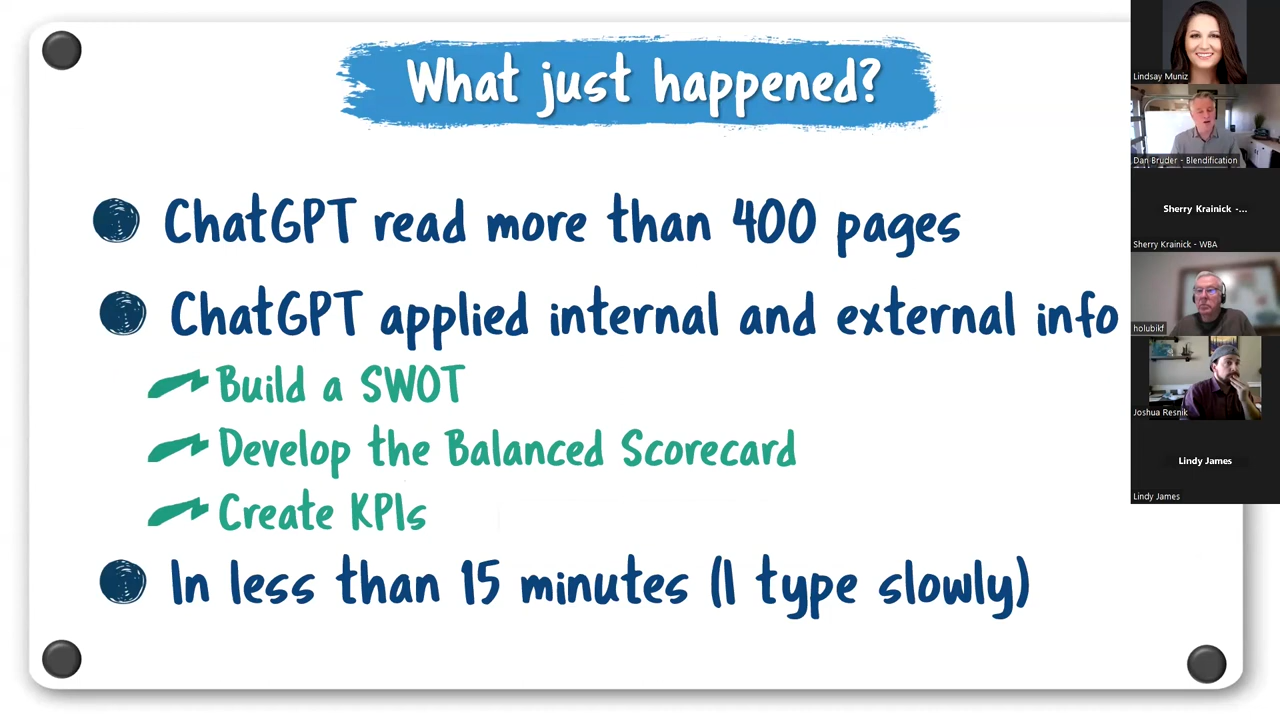 What just happened?
ChatGPT read more than 400 pages
ChatGPT applied internal and external info
Build a SWOT
Develop the Balanced Scorecard
Create KPIs
In less than 15 minutes (I type slowly)
Lindsay Muniz
Dan Bruder - Blendification
Sherry Krainick -...
Sherry Krainick - WBA
holubikf
Joshua Resnik
Lindy James
Lindy James